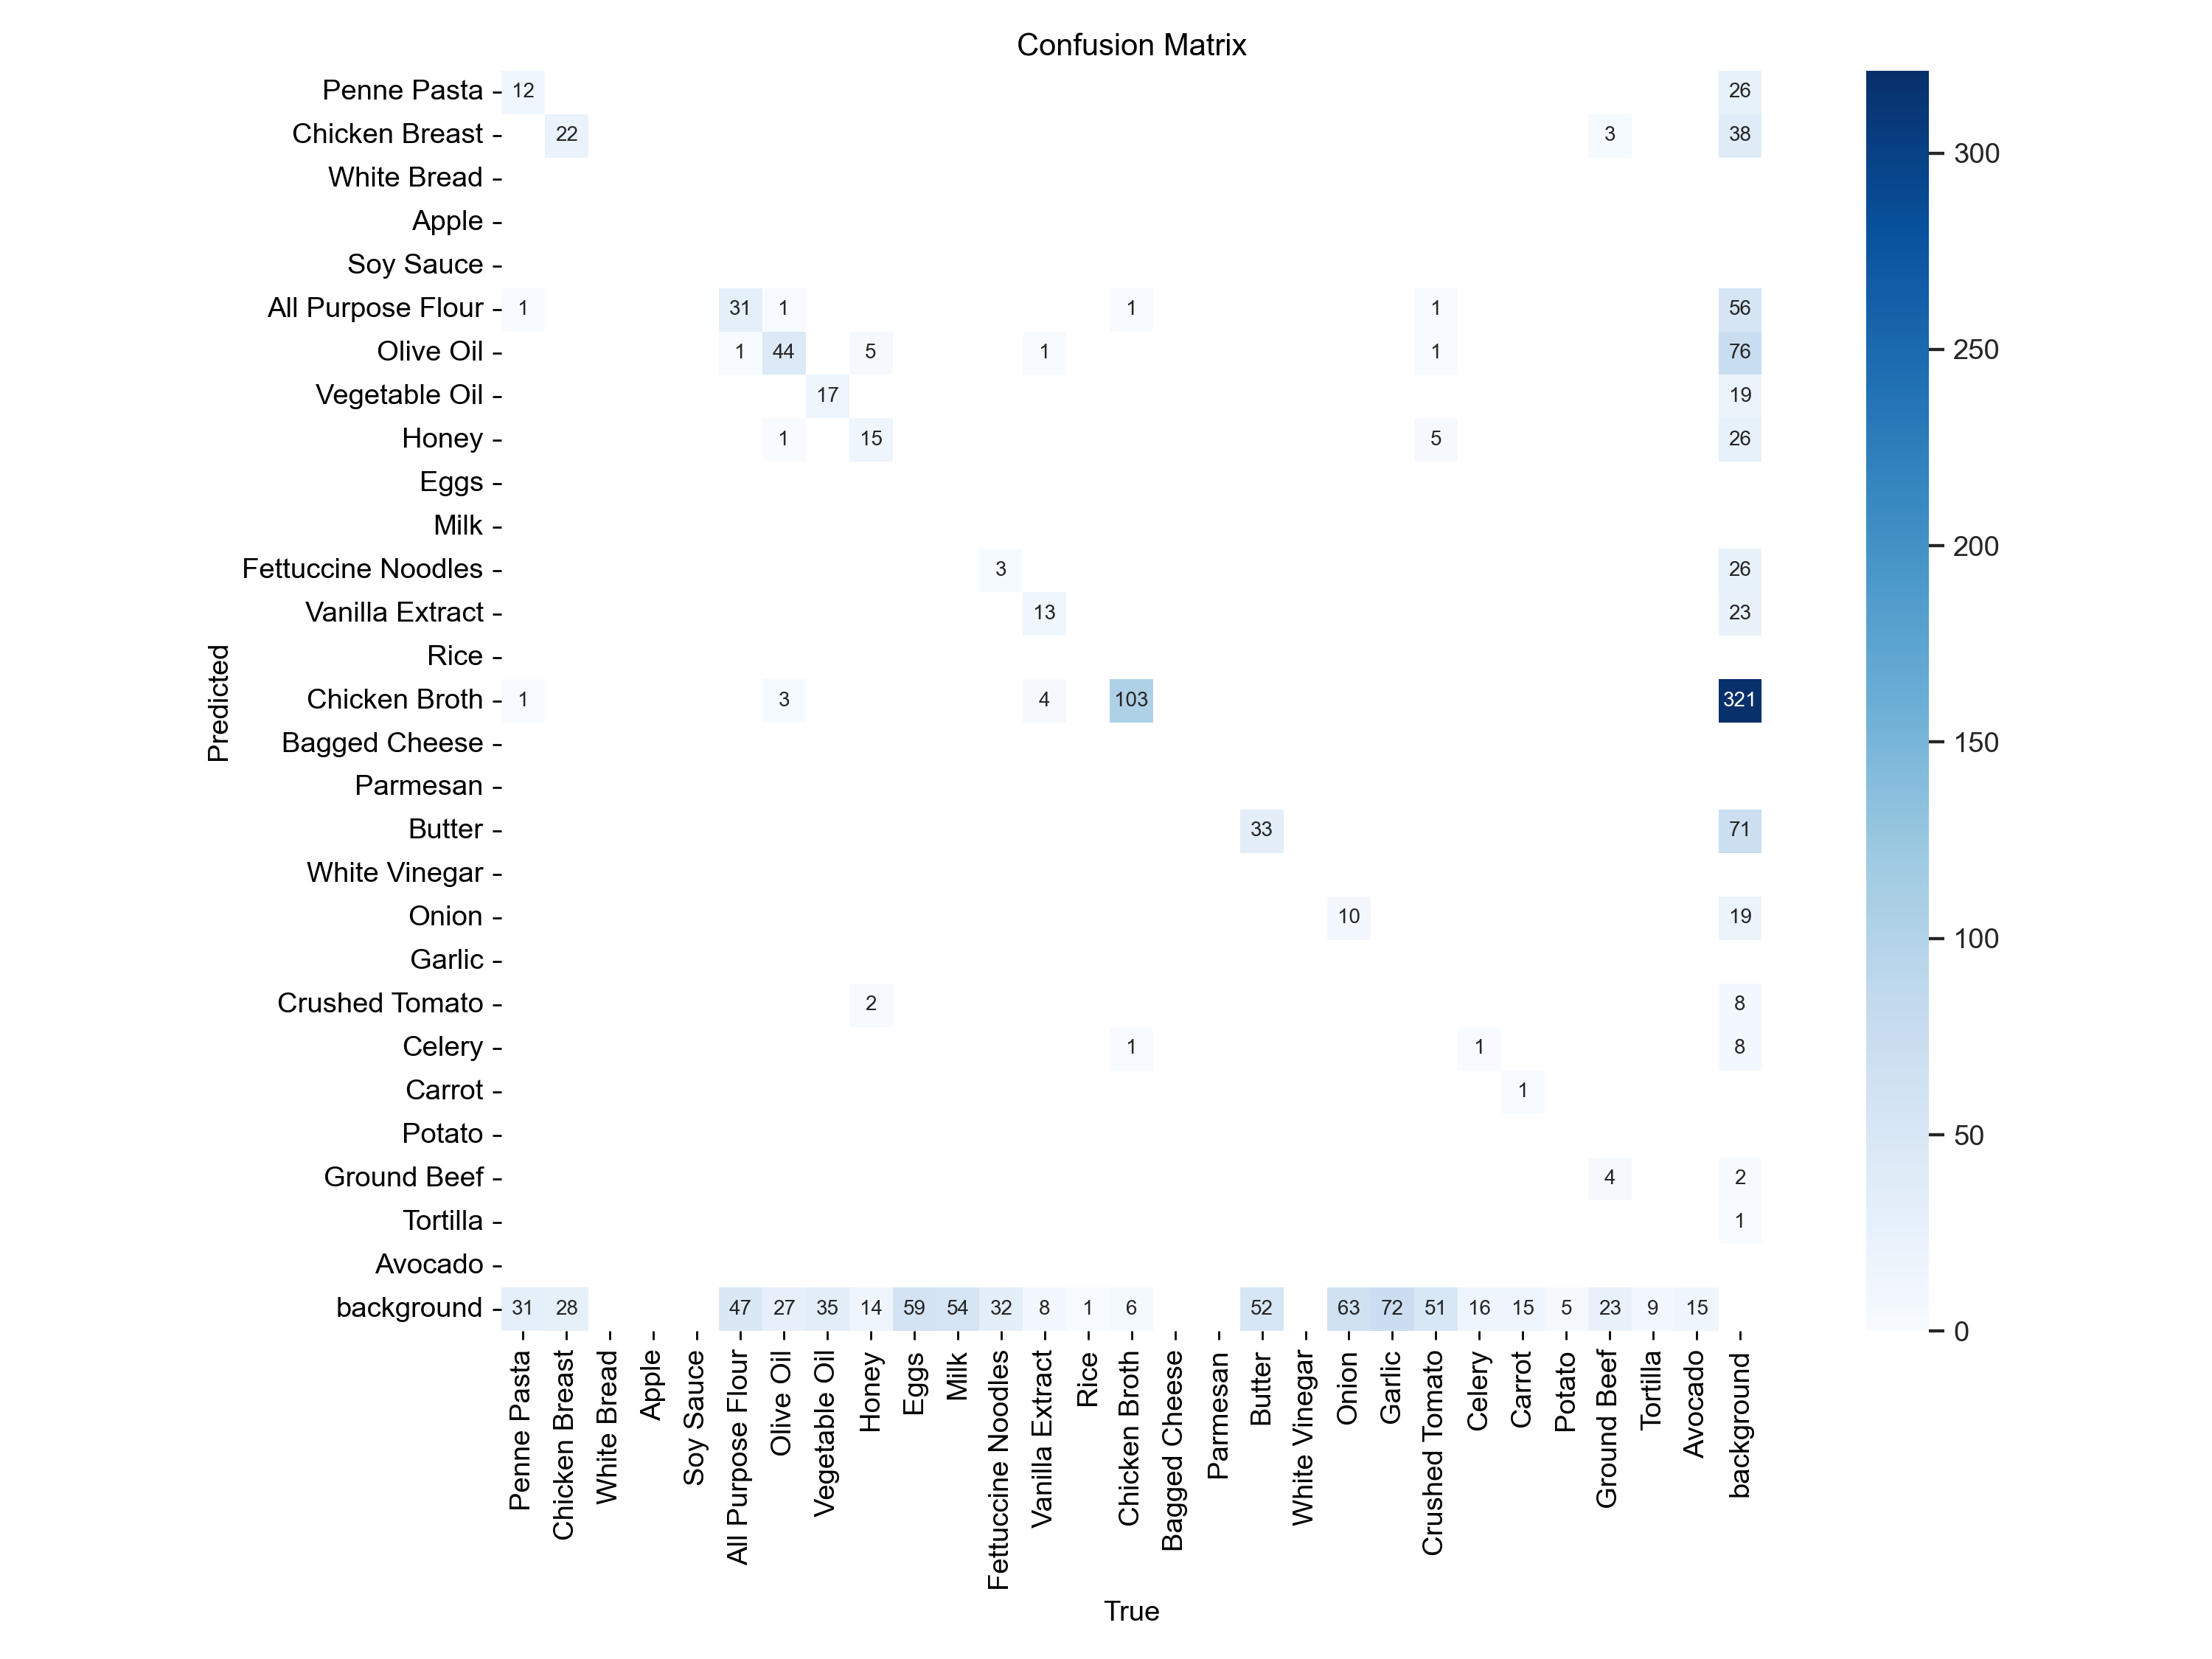 Confusion Matrix
Penne Pasta 12 26
Chicken Breast 22 3 38
White Bread
Apple
Soy Sauce
All Purpose Flour 1 31 1 1 1 56
Olive Oil 1 44 5 1 1 76
Vegetable Oil 17 19
Honey 1 15 5 26
Eggs
Milk
Fettuccine Noodles 3 26
Vanilla Extract 13 23
Rice
Chicken Broth 1 3 4 103 321
Bagged Cheese
Parmesan
Butter 33 71
White Vinegar
Onion 10 19
Garlic
Crushed Tomato 2 8
Celery 1 1 8
Carrot 1
Potato
Ground Beef 4 2
Tortilla 1
Avocado
background 31 28 47 27 35 14 59 54 32 8 1 6 52 63 72 51 16 15 5 23 9 15
Predicted
Penne Pasta
Chicken Breast
White Bread
Apple
Soy Sauce
All Purpose Flour
Olive Oil
Vegetable Oil
Honey
Eggs
Milk
Fettuccine Noodles
Vanilla Extract
Rice
Chicken Broth
Bagged Cheese
Parmesan
Butter
White Vinegar
Onion
Garlic
Crushed Tomato
Celery
Carrot
Potato
Ground Beef
Tortilla
Avocado
background
True
300
250
200
150
100
50
0